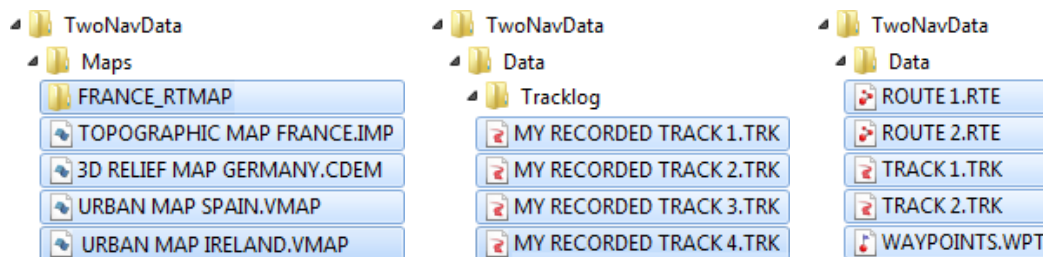 TwoNavData
Maps
FRANCE_RTMAP
TOPOGRAPHIC MAP FRANCE.IMP
3D RELIEF MAP GERMANY.CDEM
URBAN MAP SPAIN.VMAP
URBAN MAP IRELAND.VMAP
TwoNavData
Data
Tracklog
MY RECORDED TRACK 1.TRK
MY RECORDED TRACK 2.TRK
MY RECORDED TRACK 3.TRK
MY RECORDED TRACK 4.TRK
TwoNavData
Data
ROUTE 1.RTE
ROUTE 2.RTE
TRACK 1.TRK
TRACK 2.TRK
WAYPOINTS.WPT